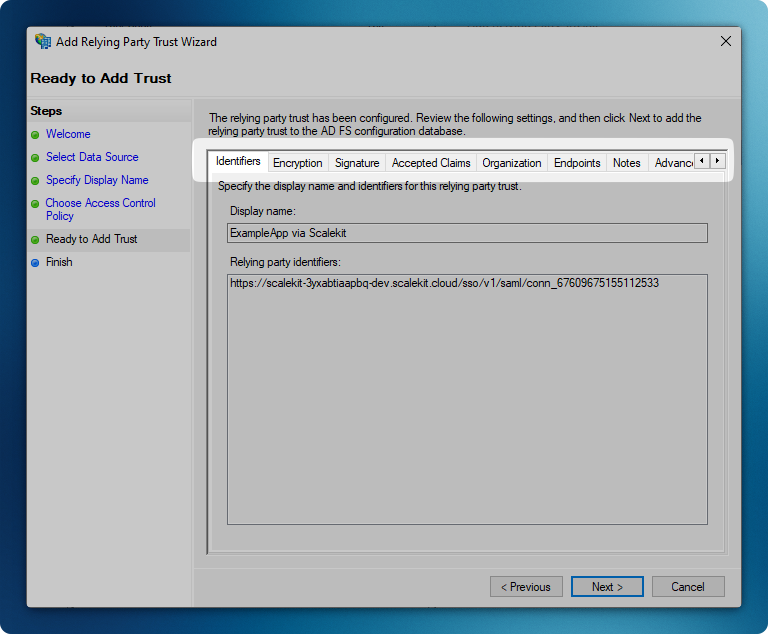 Add Relying Party Trust Wizard
Ready to Add Trust
Steps
Welcome
Select Data Source
Specify Display Name
Choose Access Control
Policy
Ready to Add Trust
Finish
The relying party trust has been configured. Review the following settings, and then click Next to add the
relying party trust to the AD FS configuration database.
Identifiers Encryption Signature Accepted Claims Organization Endpoints Notes Advanc
Specify the display name and identifiers for this relying party trust.
Display name:
ExampleApp via Scalekit
Relying party identifiers:
https://scalekit-3yxabtiaapbq-dev.scalekit.cloud/sso/v1/saml/conn_67609675155112533
< Previous Next > Cancel